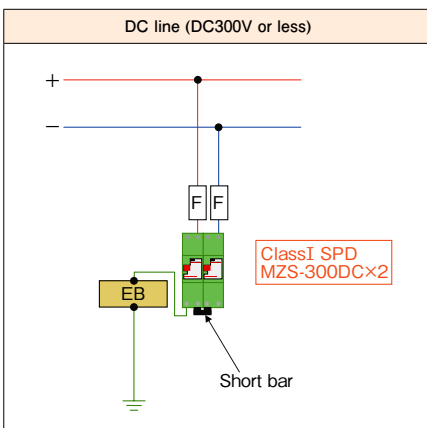 DC line (DC300V or less)
+
−
F F
ClassI SPD
MZS-300DC×2
EB
Short bar